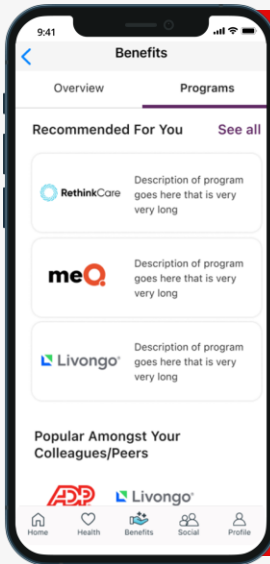 9:41
Benefits
Overview Programs
Recommended For You See all
RethinkCare
Description of program
goes here that is very
very long
meQ
Description of program
goes here that is very
very long
Livongo
Description of program
goes here that is very
very long
Popular Amongst Your
Colleagues/Peers
ADP Livongo
Home Health Benefits Social Profile